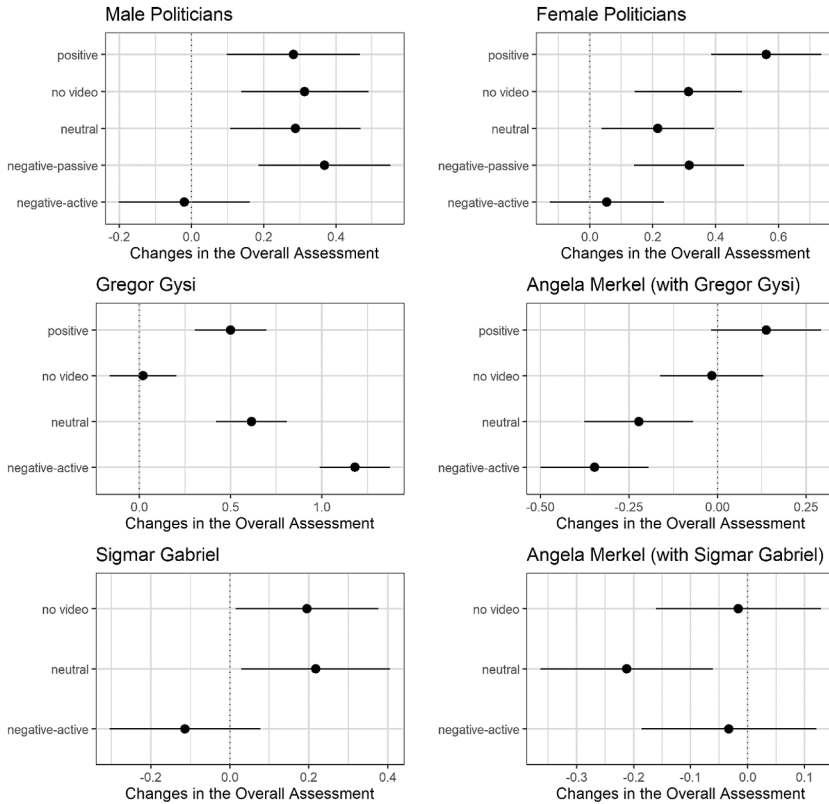 Male Politicians
positive
no video
neutral
negative-passive
negative-active
-0.2 0.0 0.2 0.4
Changes in the Overall Assessment
Female Politicians
positive
no video
neutral
negative-passive
negative-active
0.0 0.2 0.4 0.6
Changes in the Overall Assessment
Gregor Gysi
positive
no video
neutral
negative-active
0.0 0.5 1.0
Changes in the Overall Assessment
Angela Merkel (with Gregor Gysi)
positive
no video
neutral
negative-active
-0.50 -0.25 0.00 0.25
Changes in the Overall Assessment
Sigmar Gabriel
no video
neutral
negative-active
-0.2 0.0 0.2 0.4
Changes in the Overall Assessment
Angela Merkel (with Sigmar Gabriel)
no video
neutral
negative-active
-0.3 -0.2 -0.1 0.0 0.1
Changes in the Overall Assessment